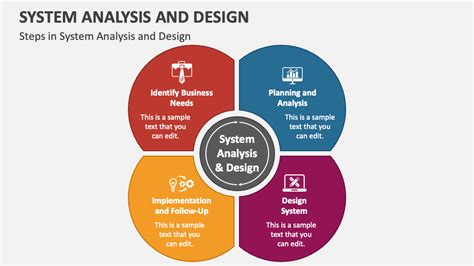 SYSTEM ANALYSIS AND DESIGN
Steps in System Analysis and Design
Identify Business
Needs
This is a sample
text that you
can edit.
Planning and
Analysis
This is a sample
text that you
can edit.
System
Analysis
& Design
Implementation
and Follow-Up
This is a sample
text that you
can edit.
Design
System
This is a sample
text that you
can edit.